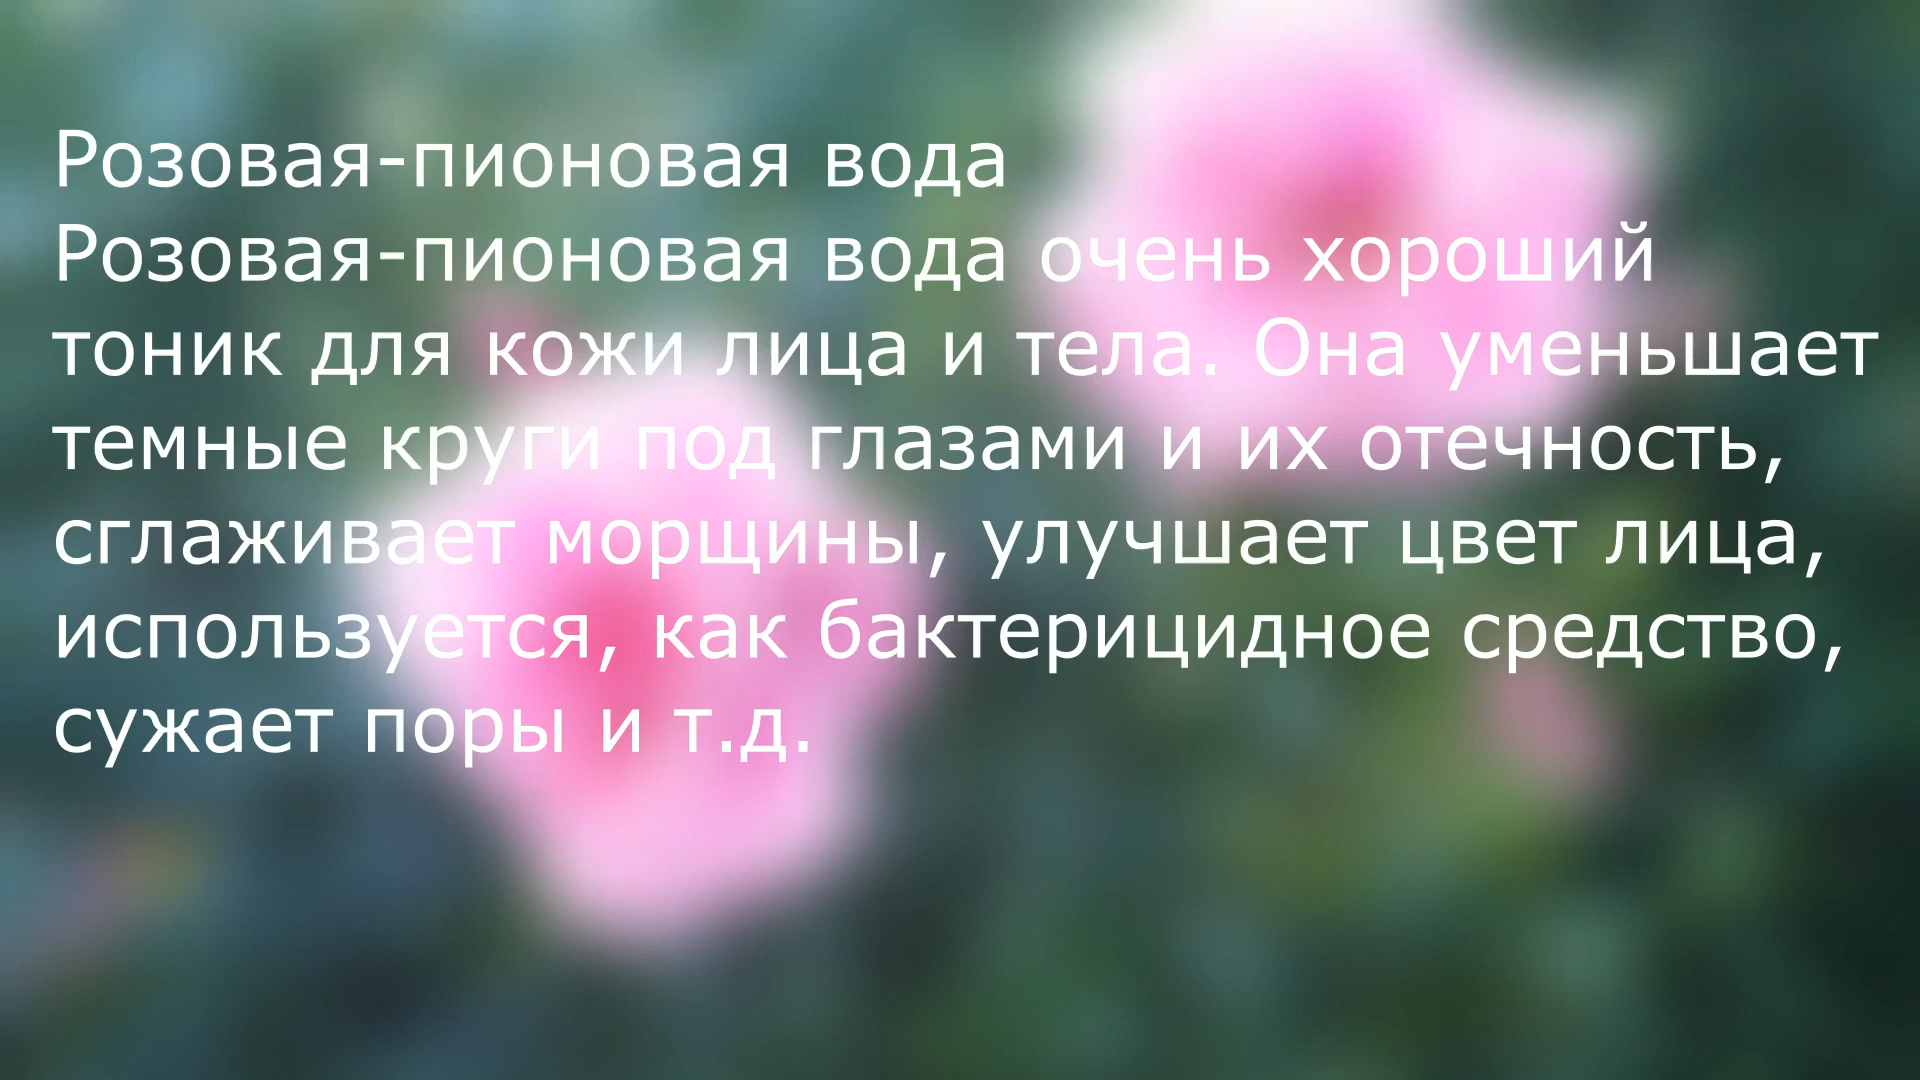 Розовая-пионовая вода
Розовая-пионовая вода очень хороший
тоник для кожи лица и тела. Она уменьшает
темные круги под глазами и их отечность,
сглаживает морщины, улучшает цвет лица,
используется, как бактерицидное средство,
сужает поры и т.д.